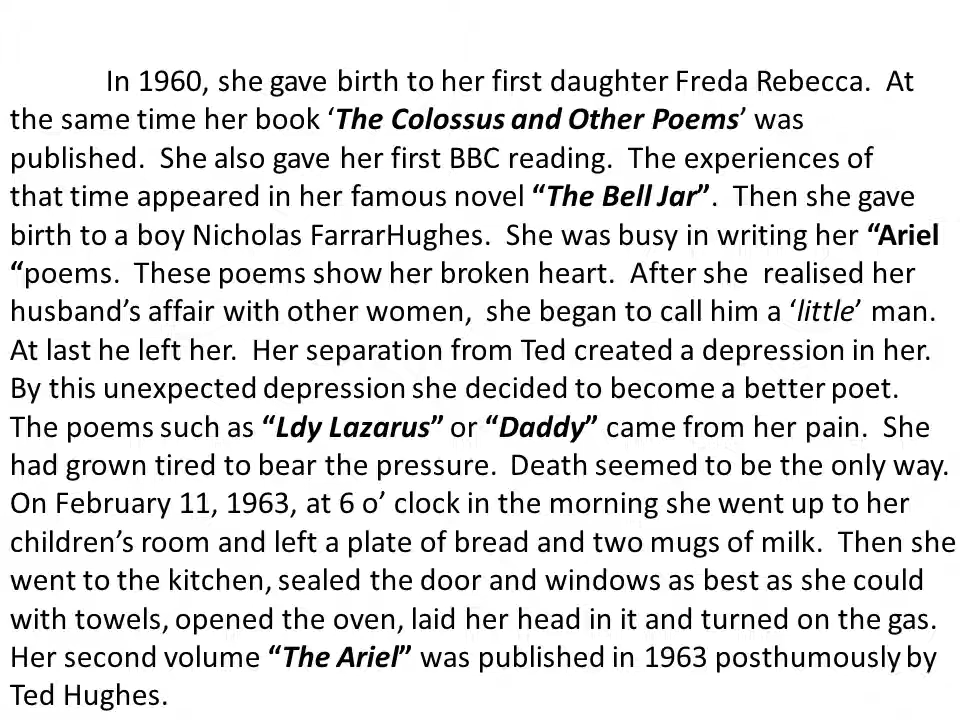 In 1960, she gave birth to her first daughter Freda Rebecca.  At
the same time her book ‘The Colossus and Other Poems’ was
published.  She also gave her first BBC reading.  The experiences of
that time appeared in her famous novel “The Bell Jar”.  Then she gave
birth to a boy Nicholas FarrarHughes.  She was busy in writing her “Ariel
“poems.  These poems show her broken heart.  After she  realised her
husband’s affair with other women,  she began to call him a ‘little’ man.
At last he left her.  Her separation from Ted created a depression in her.
By this unexpected depression she decided to become a better poet.
The poems such as “Ldy Lazarus” or “Daddy” came from her pain.  She
had grown tired to bear the pressure.  Death seemed to be the only way.
On February 11, 1963, at 6 o’ clock in the morning she went up to her
children’s room and left a plate of bread and two mugs of milk.  Then she
went to the kitchen, sealed the door and windows as best as she could
with towels, opened the oven, laid her head in it and turned on the gas.
Her second volume “The Ariel” was published in 1963 posthumously by
Ted Hughes.